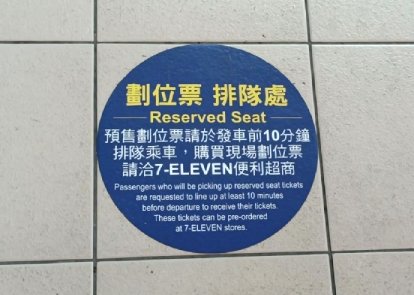 劃位票 排隊處
Reserved Seat
預售劃位票請於發車前10分鐘
排隊乘車，購買現場劃位票
請洽7-ELEVEN便利超商
Passengers who will be picking up reserved seat tickets
are requested to line up at least 10 minutes
before departure to receive their tickets.
These tickets can be pre-ordered
at 7-ELEVEN stores.